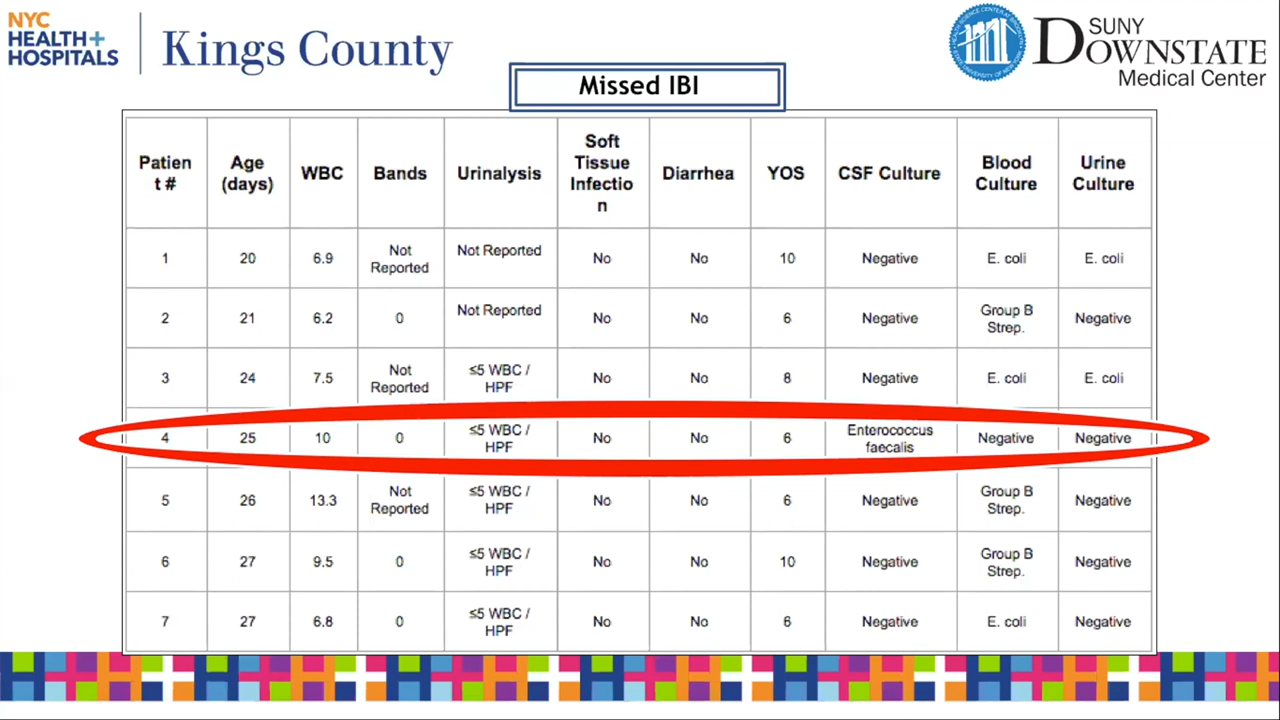 NYC
HEALTH+
HOSPITALS
Kings County
SUNY
DOWNSTATE
Medical Center
Missed IBI
Patien
t #
Age
(days)
WBC
Bands
Urinalysis
Soft
Tissue
Infectio
n
Diarrhea
YOS
CSF Culture
Blood
Culture
Urine
Culture
1
20
6.9
Not
Reported
Not Reported
No
No
10
Negative
E. coli
E. coli
2
21
6.2
0
Not Reported
No
No
6
Negative
Group B
Strep.
Negative
3
24
7.5
Not
Reported
≤5 WBC /
HPF
No
No
8
Negative
E. coli
E. coli
4
25
10
0
≤5 WBC /
HPF
No
No
6
Enterococcus
faecalis
Negative
Negative
5
26
13.3
Not
Reported
≤5 WBC /
HPF
No
No
6
Negative
Group B
Strep.
Negative
6
27
9.5
0
≤5 WBC /
HPF
No
No
10
Negative
Group B
Strep.
Negative
7
27
6.8
0
≤5 WBC /
HPF
No
No
6
Negative
E. coli
Negative